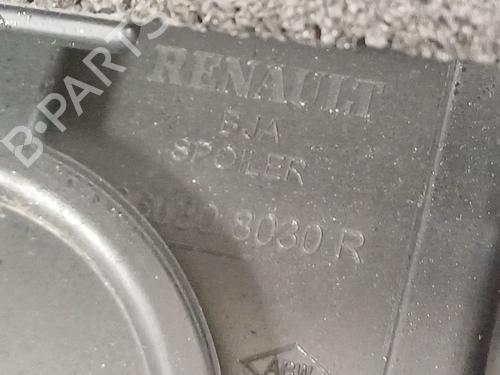 B-PARTS
RENAULT
BJA
SPOILER
8030 R